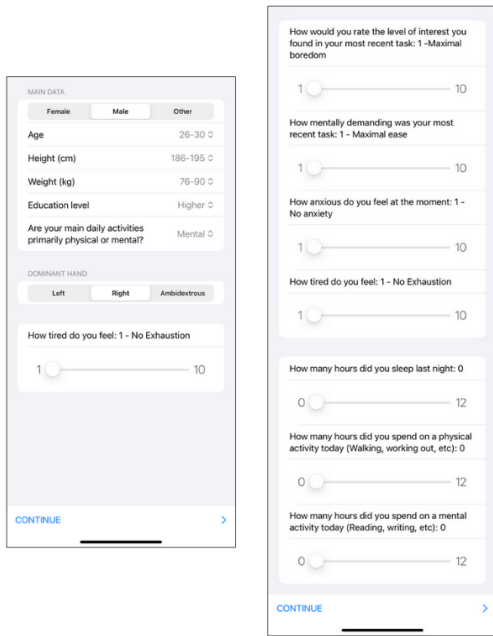 MAIN DATA
Female Male Other
Age 26-30
Height (cm) 186-195
Weight (kg) 76-90
Education level Higher
Are your main daily activities
primarily physical or mental? Mental
DOMINANT HAND
Left Right Ambidextrous
How tired do you feel: 1 - No Exhaustion
1 10
CONTINUE >
How would you rate the level of interest you
found in your most recent task: 1 -Maximal
boredom
1 10
How mentally demanding was your most
recent task: 1 - Maximal ease
1 10
How anxious do you feel at the moment: 1 -
No anxiety
1 10
How tired do you feel: 1 - No Exhaustion
1 10
How many hours did you sleep last night: 0
0 12
How many hours did you spend on a physical
activity today (Walking, working out, etc): 0
0 12
How many hours did you spend on a mental
activity today (Reading, writing, etc): 0
0 12
CONTINUE >